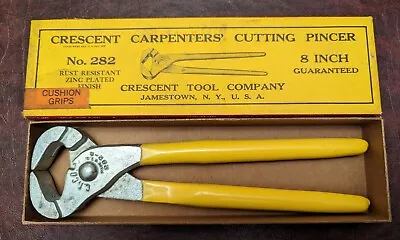 CRESCENT CARPENTERS' CUTTING PINCER
No. 282
8 INCH
RUST RESISTANT
GUARANTEED
ZINC PLATED
FINISH
CRESCENT TOOL COMPANY
CUSHION
GRIPS
JAMESTOWN, N. Y., U. S. A.